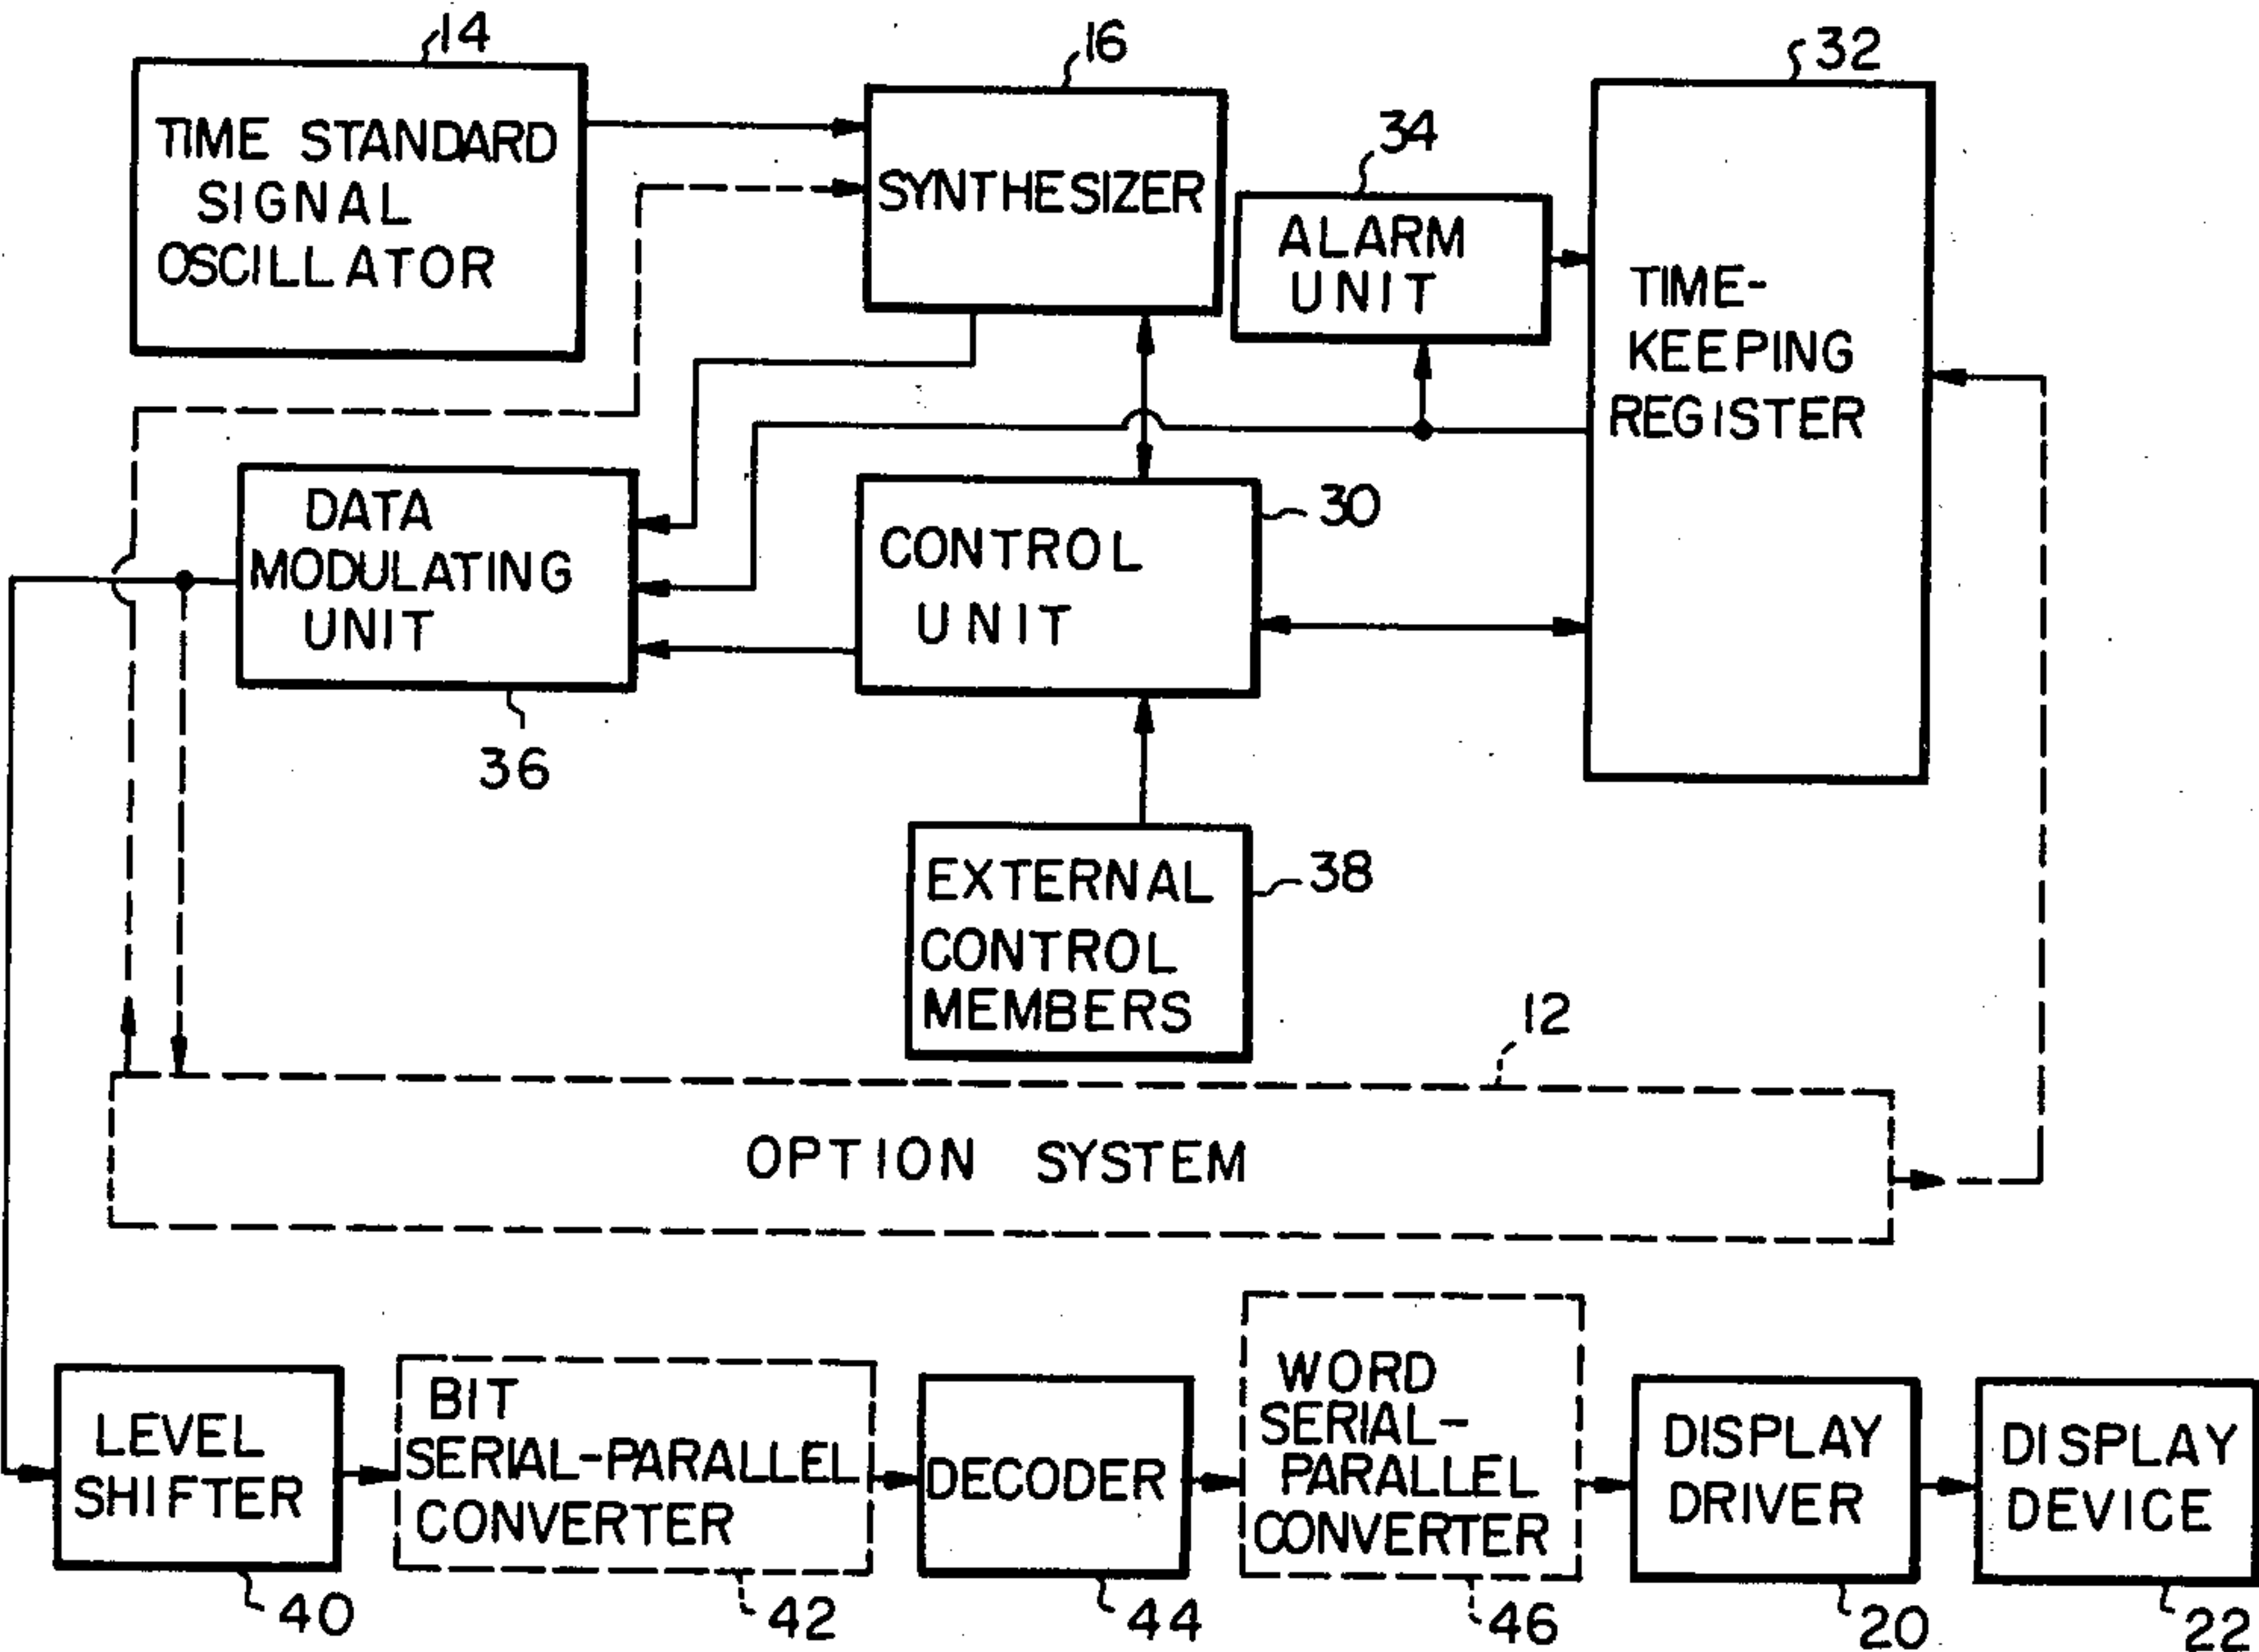 14
TIME STANDARD
SIGNAL
OSCILLATOR
16
SYNTHESIZER
34
ALARM
UNIT
32
TIME-
KEEPING
REGISTER
DATA
MODULATING
UNIT
36
CONTROL
UNIT
30
EXTERNAL
CONTROL
MEMBERS
38
12
OPTION SYSTEM
LEVEL
SHIFTER
40
BIT
SERIAL-PARALLEL
CONVERTER
42
DECODER
44
WORD
SERIAL-
PARALLEL
CONVERTER
46
DISPLAY
DRIVER
20
DISPLAY
DEVICE
22